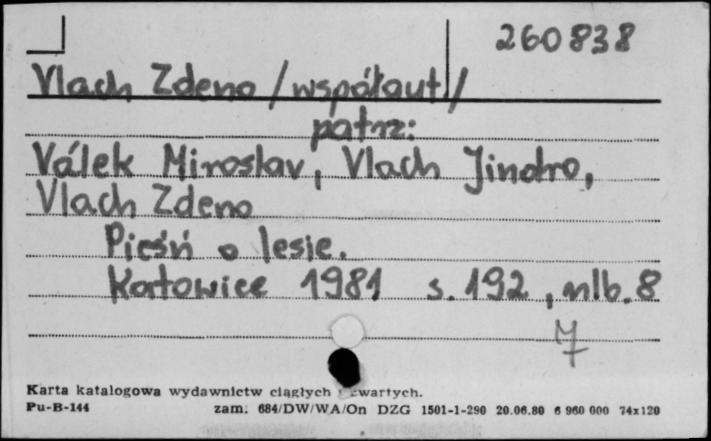 260838
Vlach Zdeno /współaut/
patrz:
Válek Miroslav, Vlach Jindro,
Vlach Zdeno
Pieśń o lesie.
Katowice 1981 s. 192, nlb. 8
Karta katalogowa wydawnictw ciągłych i zwartych.
Pu-B-144 zam. 684/DW/WA/On DZG 1501-1-290 20.06.80 6 960 000 74x120